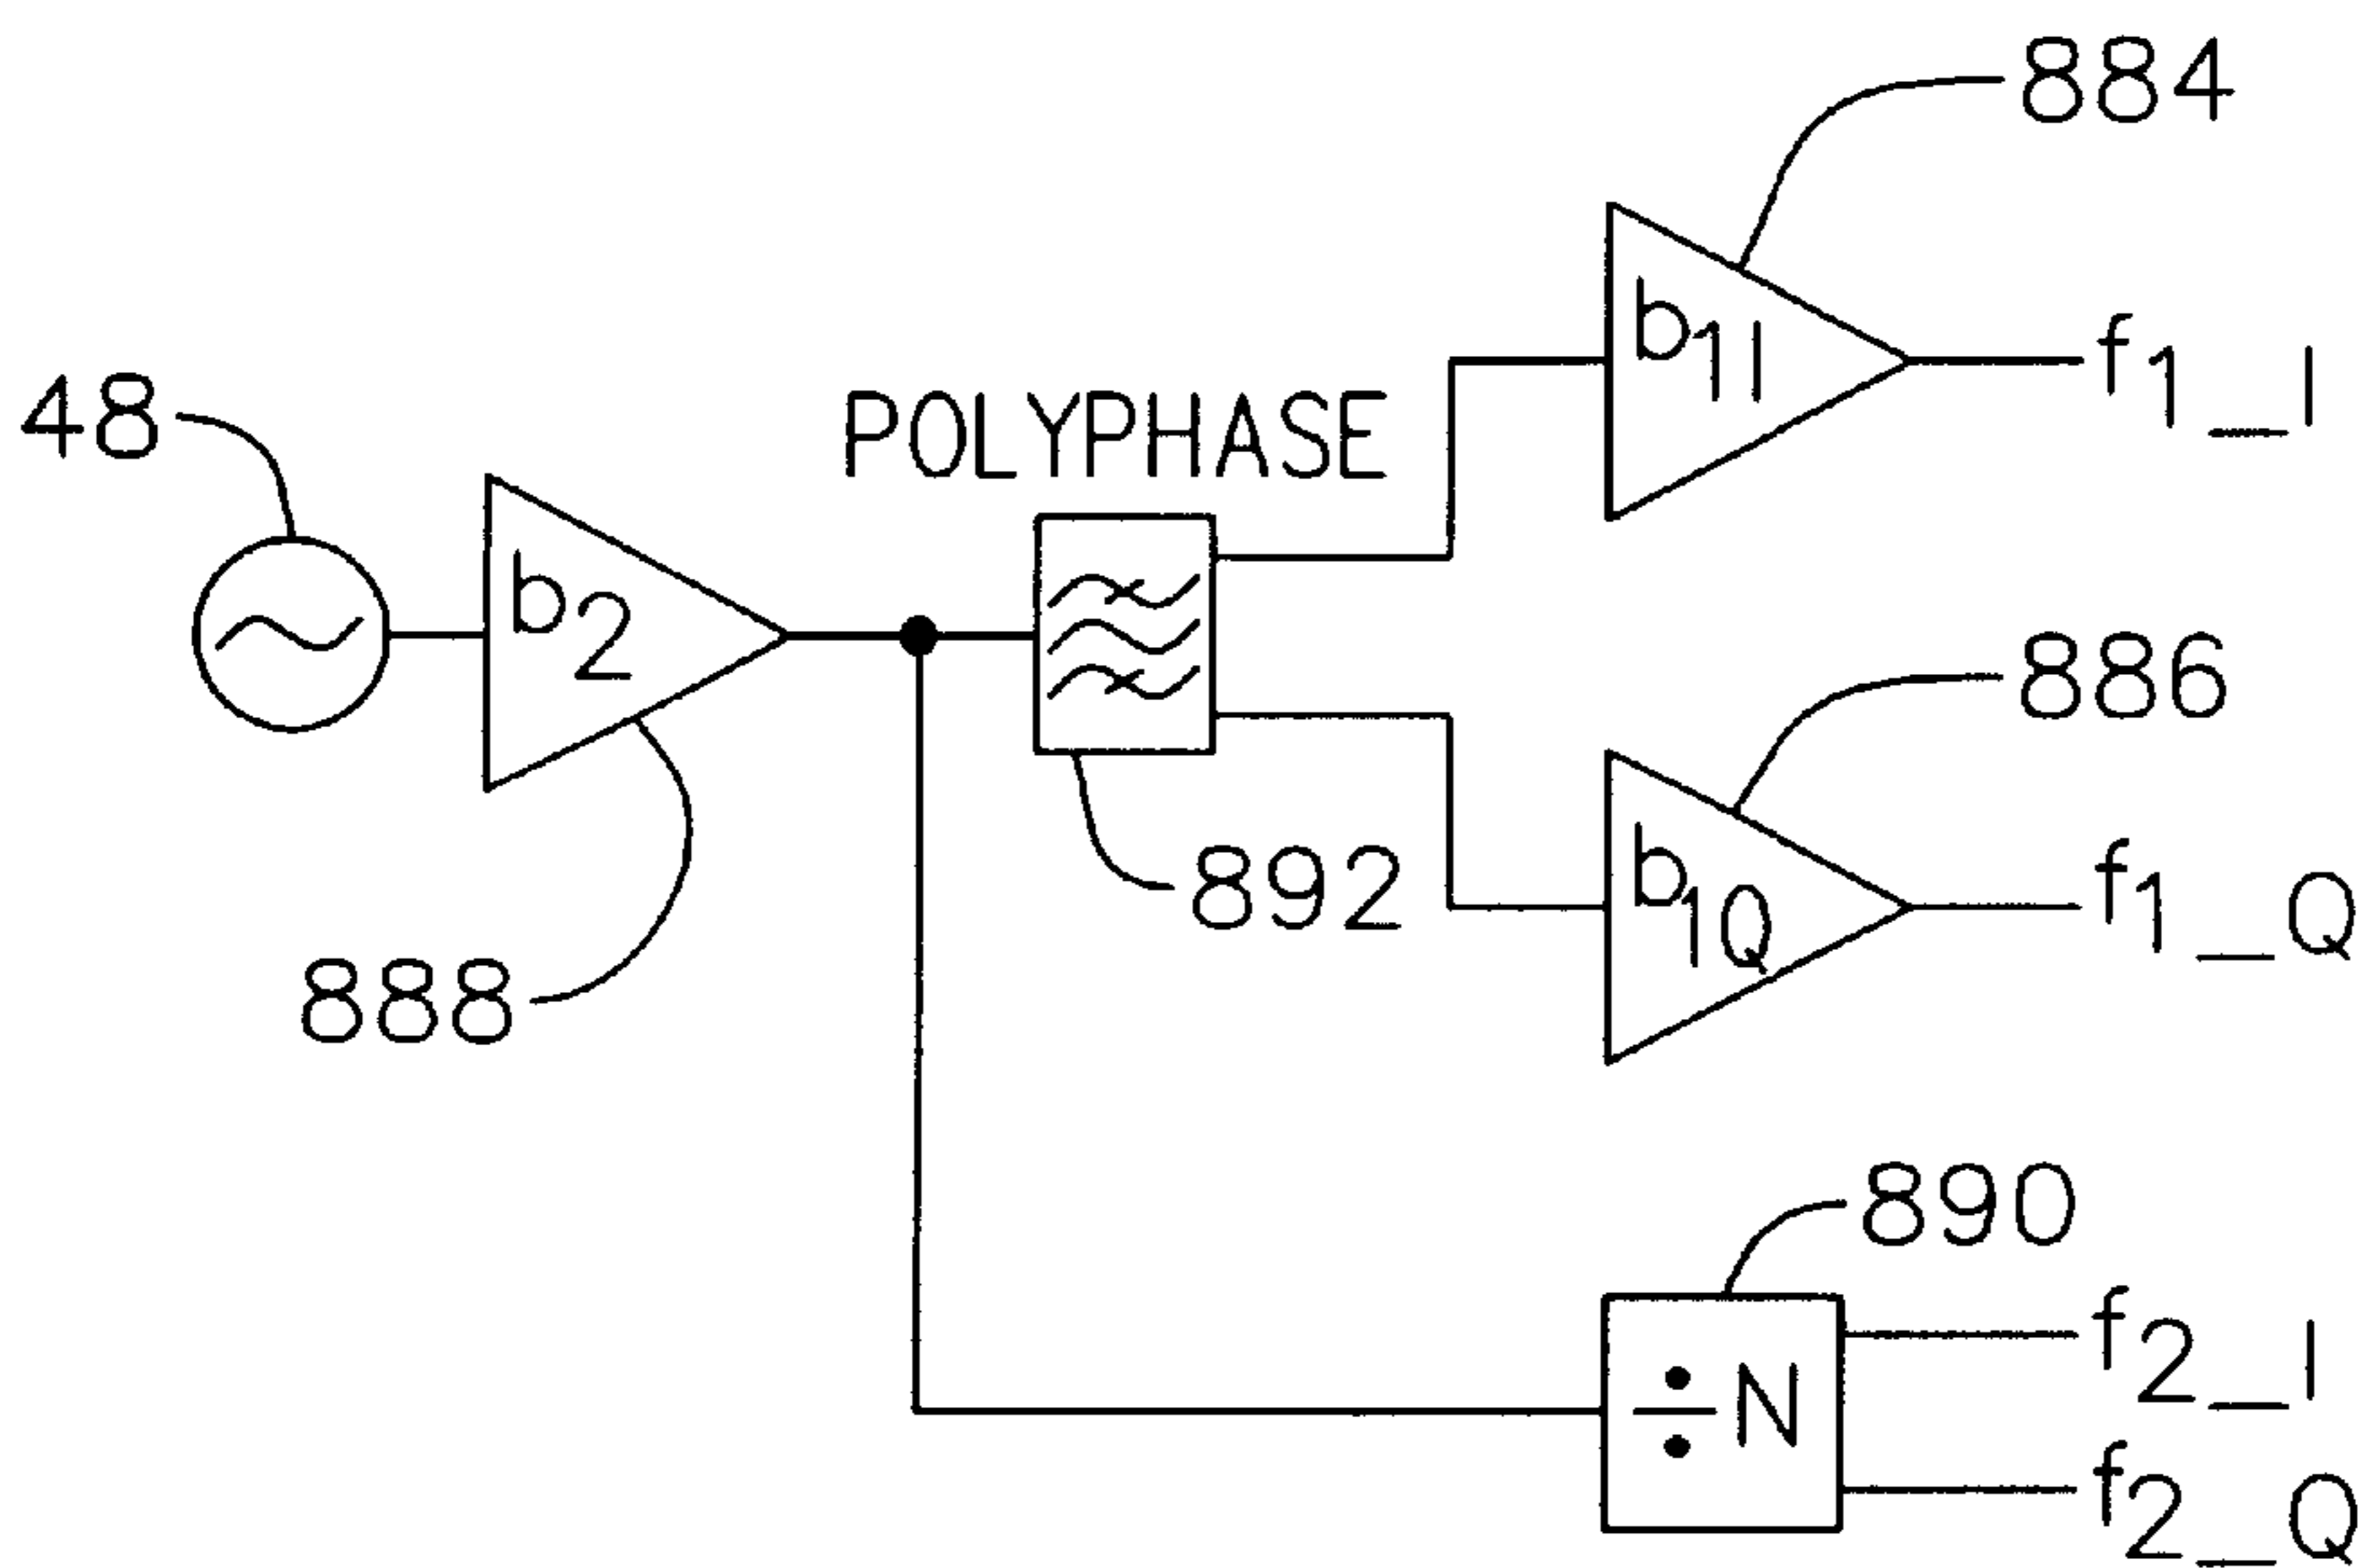 884
b11
f1_I
48
POLYPHASE
b2
886
892
b1Q
f1_Q
888
890
f2_I
÷N
f2_Q